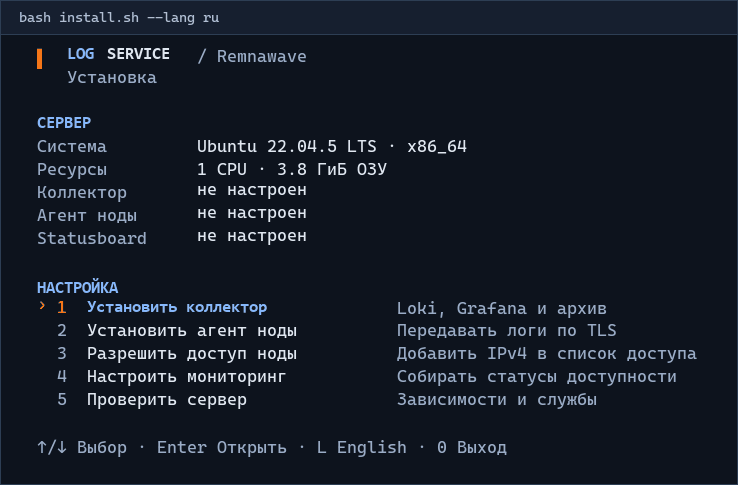 bash install.sh --lang ru
LOG SERVICE / Remnawave
Установка
СЕРВЕР
Система Ubuntu 22.04.5 LTS · x86_64
Ресурсы 1 CPU · 3.8 ГиБ ОЗУ
Коллектор не настроен
Агент ноды не настроен
Statusboard не настроен
НАСТРОЙКА
› 1 Установить коллектор Loki, Grafana и архив
2 Установить агент ноды Передавать логи по TLS
3 Разрешить доступ ноды Добавить IPv4 в список доступа
4 Настроить мониторинг Собирать статусы доступности
5 Проверить сервер Зависимости и службы
↑/↓ Выбор · Enter Открыть · L English · 0 Выход